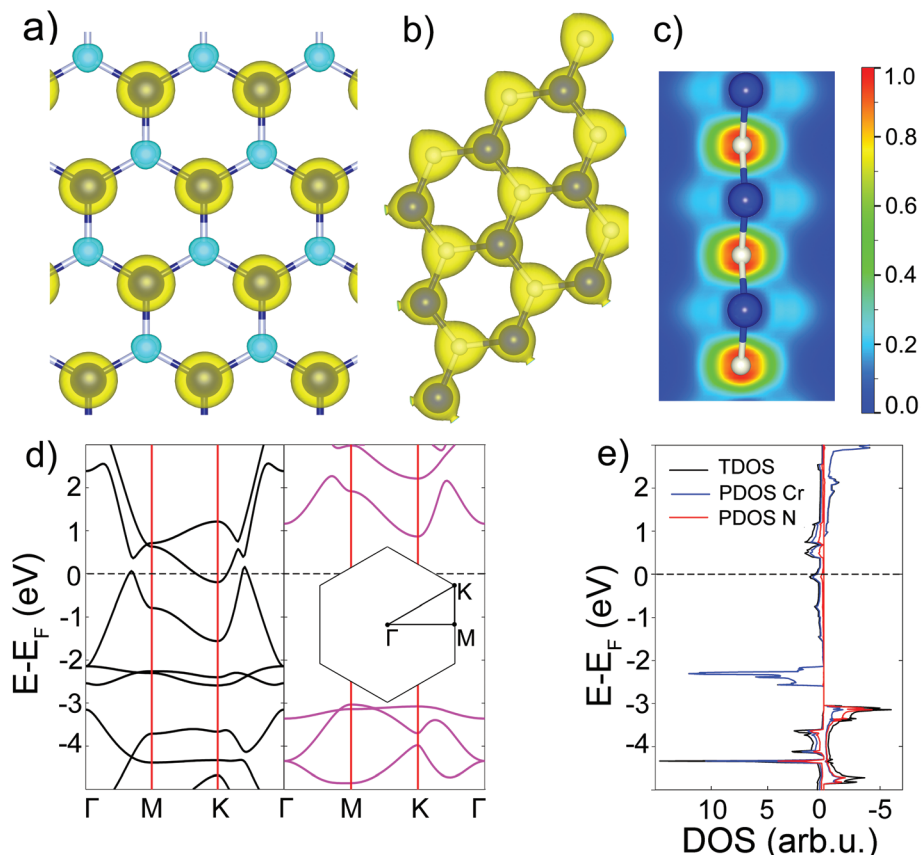 a)
b)
c)
1.0
0.8
0.6
0.4
0.2
0.0
d)
E-E_F (eV)
2
1
0
-1
-2
-3
-4
K
Γ
M
Γ
M
K
Γ
M
K
Γ
e)
TDOS
PDOS Cr
PDOS N
E-E_F (eV)
2
1
0
-1
-2
-3
-4
10
5
0
-5
DOS (arb.u.)